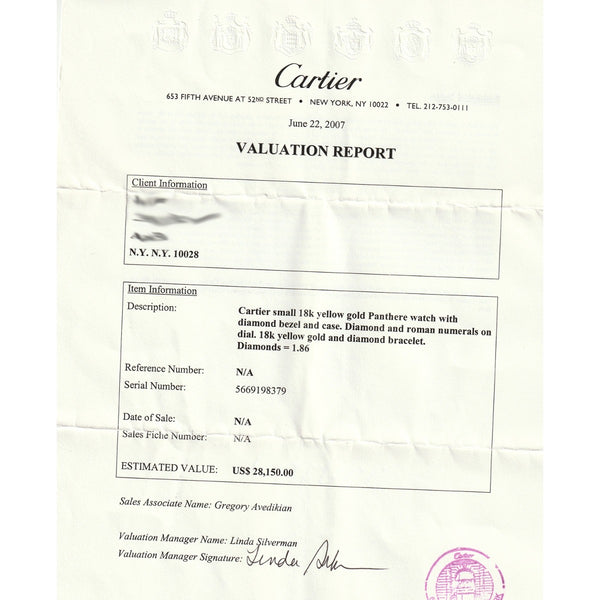 Cartier
653 FIFTH AVENUE AT 52ND STREET • NEW YORK, NY 10022 • TEL. 212-753-0111
June 22, 2007
VALUATION REPORT
Client Information
N.Y. N.Y. 10028
Item Information
Description: Cartier small 18k yellow gold Panthere watch with
diamond bezel and case. Diamond and roman numerals on
dial. 18k yellow gold and diamond bracelet.
Diamonds = 1.86
Reference Number: N/A
Serial Number: 5669198379
Date of Sale: N/A
Sales Fiche Number: N/A
ESTIMATED VALUE: US$ 28,150.00
Sales Associate Name: Gregory Avedikian
Valuation Manager Name: Linda Silverman
Valuation Manager Signature: Linda
Cartier